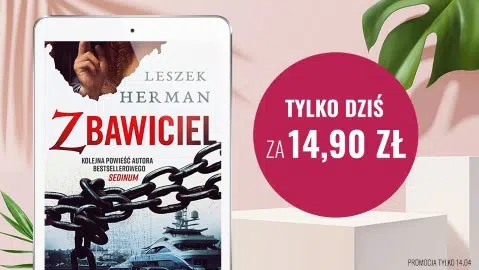 LESZEK
HERMAN
ZBAWICIEL
KOLEJNA POWIEŚĆ AUTORA
BESTSELLEROWEGO
SEDINUM
TYLKO DZIŚ
ZA 14,90 ZŁ
PROMOCJA TYLKO 14.04